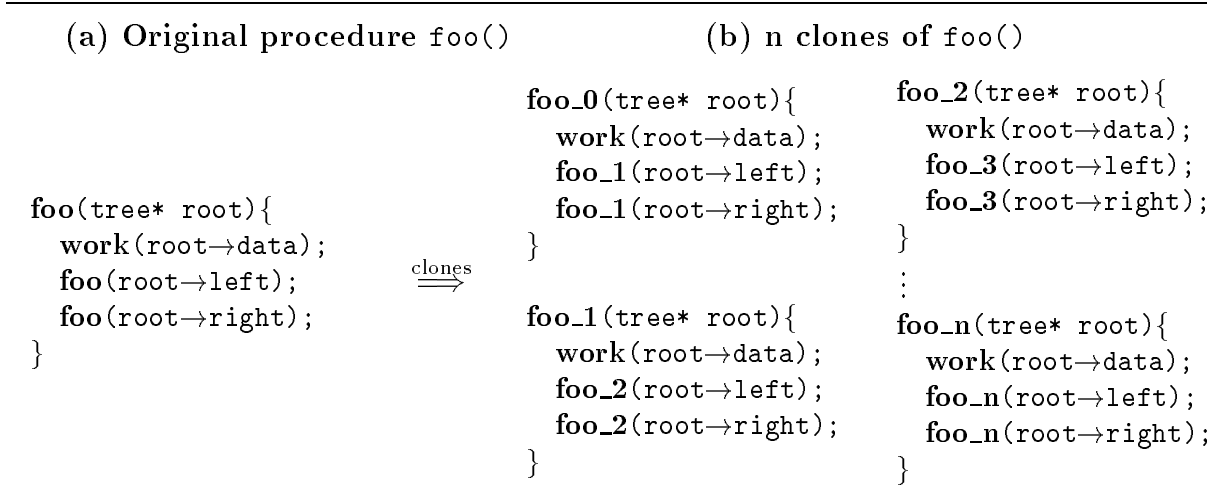 (a) Original procedure foo()
foo(tree* root){
work(root→data);
foo(root→left);
foo(root→right);
}
clones
⟹
(b) n clones of foo()
foo_0(tree* root){
work(root→data);
foo_1(root→left);
foo_1(root→right);
}
foo_1(tree* root){
work(root→data);
foo_2(root→left);
foo_2(root→right);
}
foo_2(tree* root){
work(root→data);
foo_3(root→left);
foo_3(root→right);
}
⋮
foo_n(tree* root){
work(root→data);
foo_n(root→left);
foo_n(root→right);
}